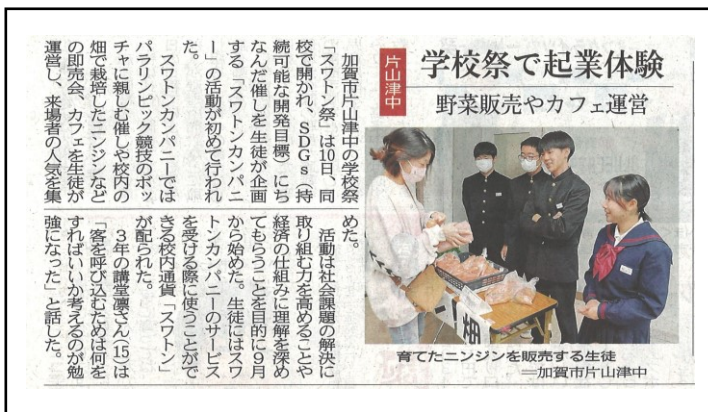 片山津中
学校祭で起業体験
野菜販売やカフェ運営
加賀市片山津中の学校祭
「スワトン祭」は10日、同
校で開かれ、SDGs(持
続可能な開発目標)にち
なんだ催しを生徒が企画
する「スワトンカンパニ
ー」の活動が初めて行われ
た。
スワトンカンパニーでは
パラリンピック競技のボッ
チャに親しむ催しや校内の
畑で栽培したニンジンなど
の即売会、カフェを生徒が
運営し、来場者の人気を集
めた。
活動は社会課題の解決に
取り組む力を高めることや
経済の仕組みに理解を深め
てもらうことを目的に9月
から始めた。生徒にはスワ
トンカンパニーのサービス
を受ける際に使うことがで
きる校内通貨「スワトン」
が配られた。
3年の講堂凛さん(15)は
「客を呼び込むためは何を
すればいいか考えるのが勉
強になった」と話した。
育てたニンジンを販売する生徒
=加賀市片山津中